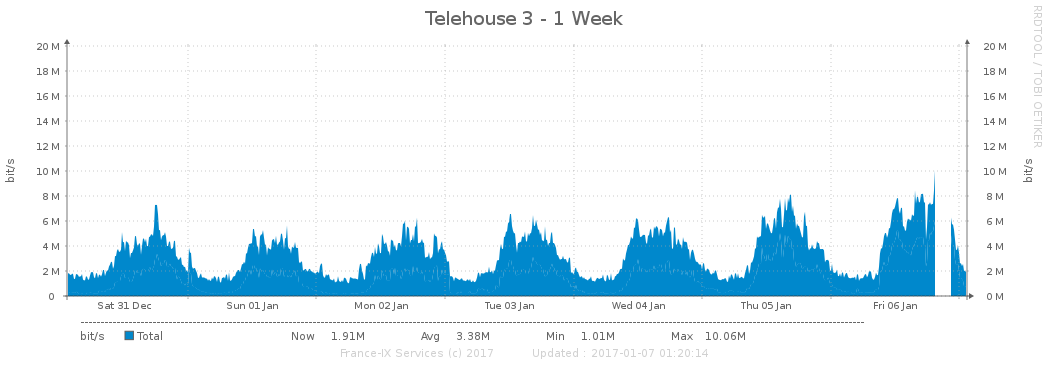 Telehouse 3 - 1 Week
RRDTOOL / TOBI OETIKER
bit/s
20 M
18 M
16 M
14 M
12 M
10 M
8 M
6 M
4 M
2 M
0
20 M
18 M
16 M
14 M
12 M
10 M
8 M
6 M
4 M
2 M
0 M
bit/s
Sat 31 Dec Sun 01 Jan Mon 02 Jan Tue 03 Jan Wed 04 Jan Thu 05 Jan Fri 06 Jan
bit/s Total Now 1.91M Avg 3.38M Min 1.01M Max 10.06M
France-IX Services (c) 2017 Updated : 2017-01-07 01:20:14